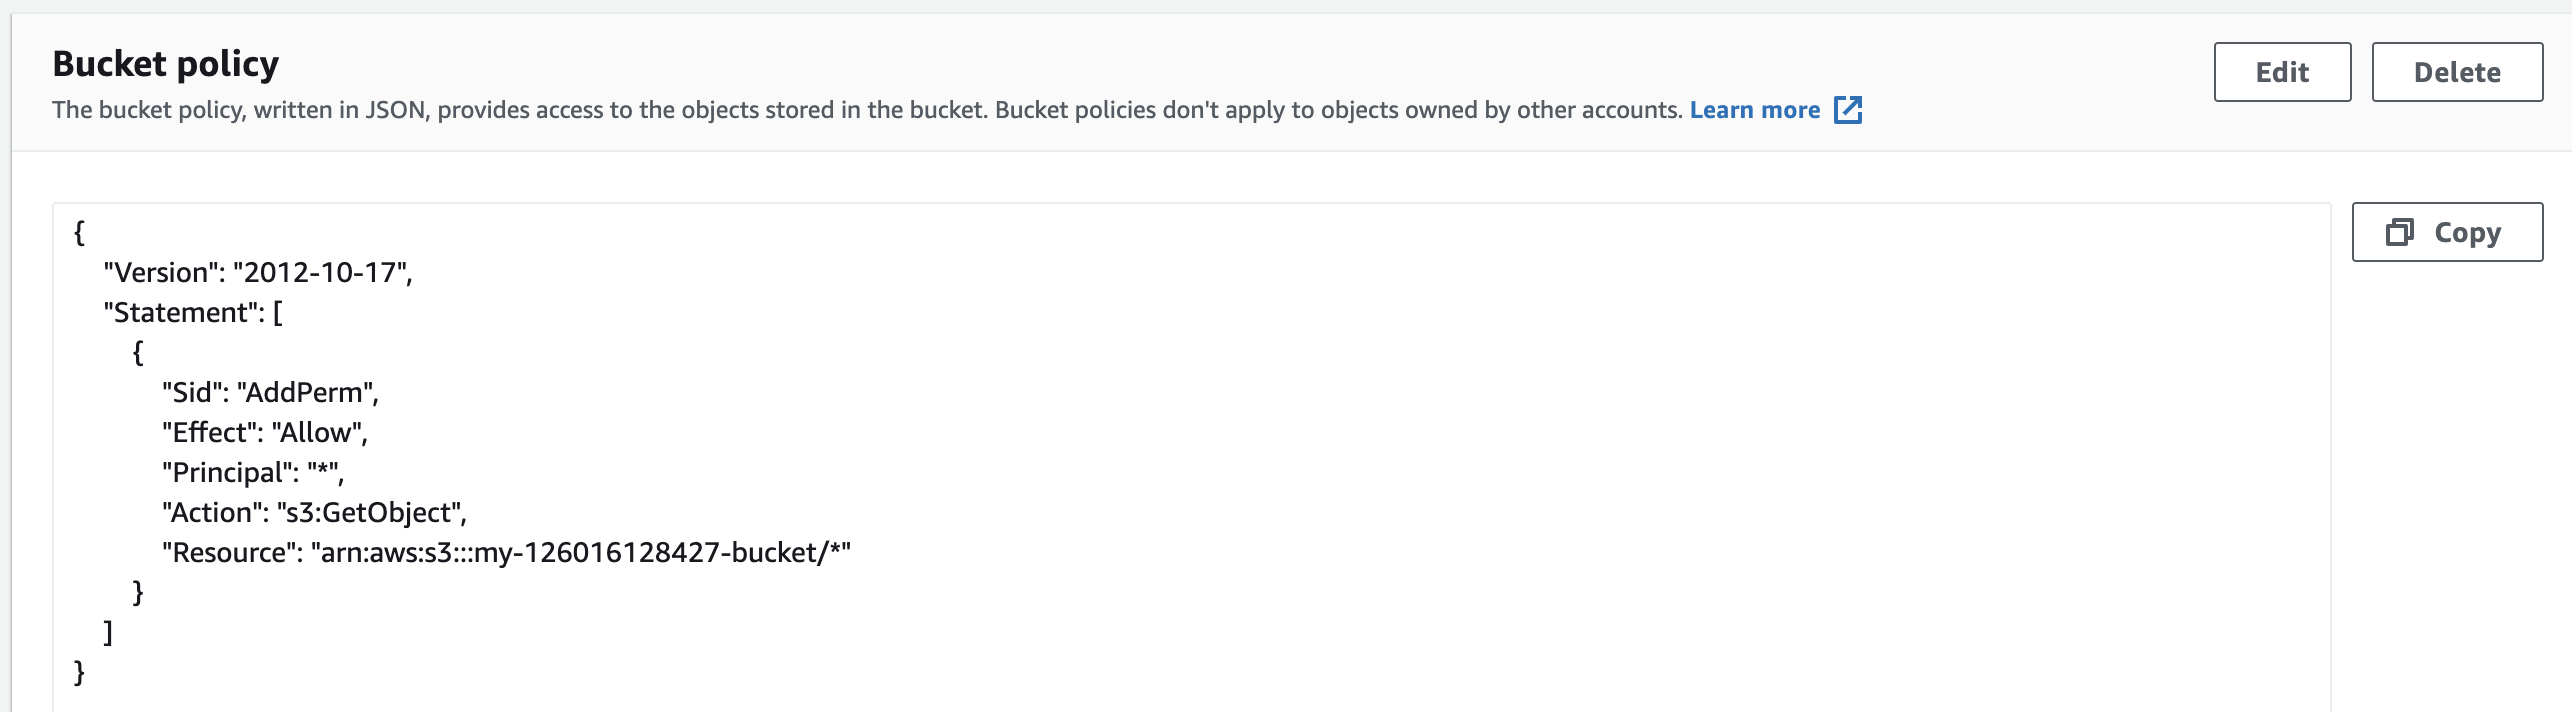 Bucket policy
Edit
Delete
The bucket policy, written in JSON, provides access to the objects stored in the bucket. Bucket policies don't apply to objects owned by other accounts. Learn more
Copy
{
"Version": "2012-10-17",
"Statement": [
{
"Sid": "AddPerm",
"Effect": "Allow",
"Principal": "*",
"Action": "s3:GetObject",
"Resource": "arn:aws:s3:::my-126016128427-bucket/*"
}
]
}